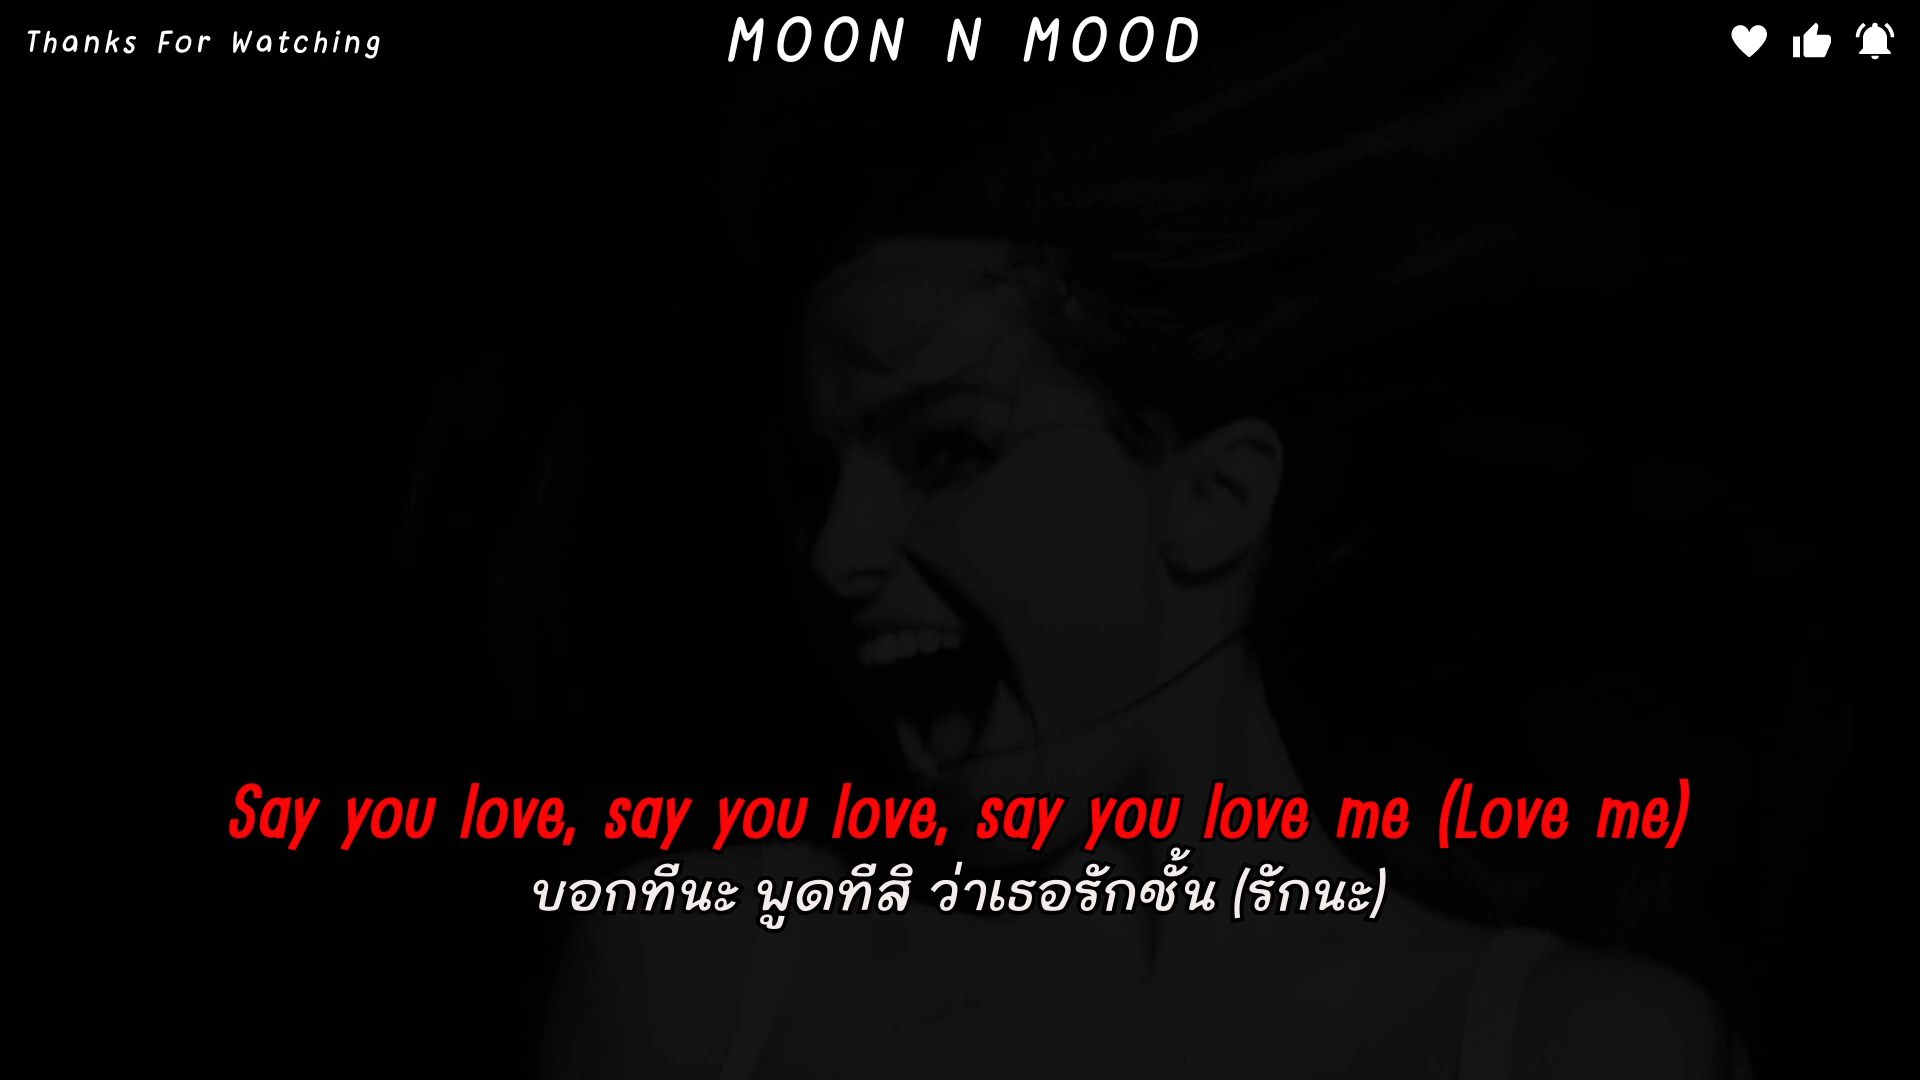 Thanks For Watching
MOON N MOOD
Say you love, say you love, say you love me (Love me)
บอกทีนะ พูดทีสิ ว่าเธอรักชั้น (รักนะ)